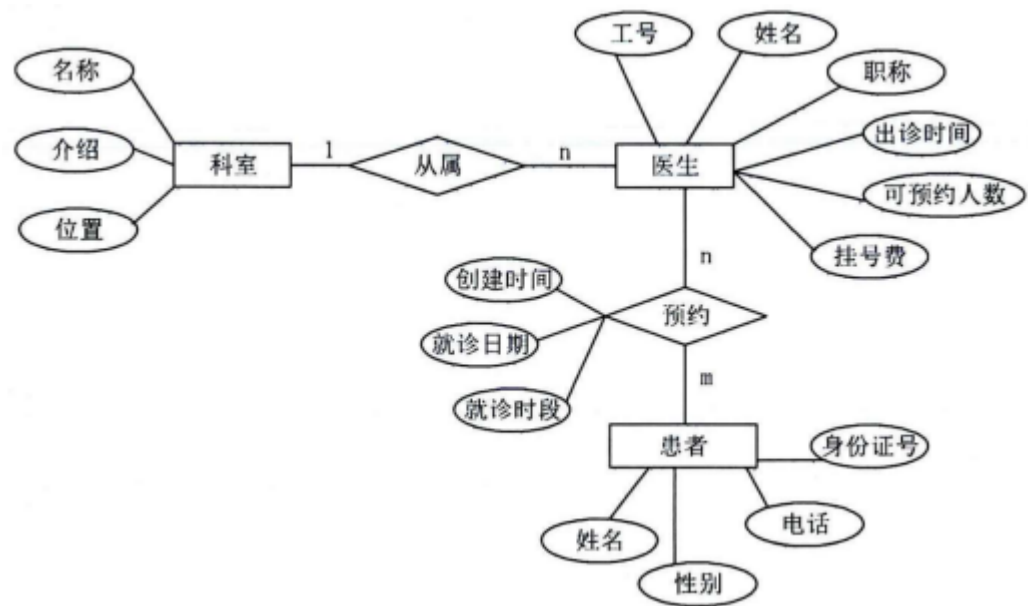 工号
姓名
名称
职称
出诊时间
介绍
科室
1
从属
n
医生
可预约人数
位置
挂号费
n
创建时间
预约
就诊日期
m
就诊时段
患者
身份证号
姓名
电话
性别